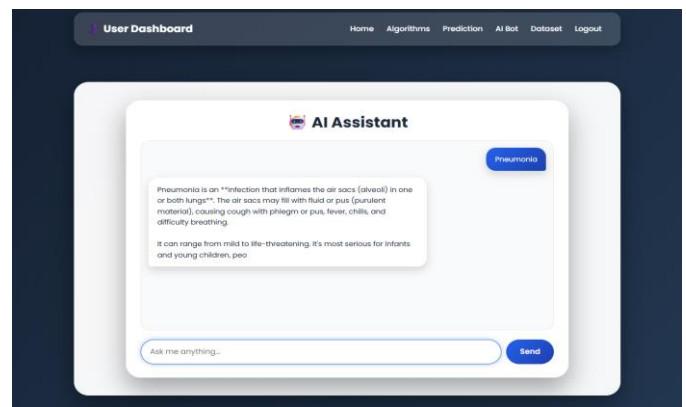 User Dashboard
Home Algorithms Prediction AI Bot Dataset Logout
AI Assistant
Pneumonia
Pneumonia is an **infection that inflames the air sacs (alveoli) in one
or both lungs**. The air sacs may fill with fluid or pus (purulent
material), causing cough with phlegm or pus, fever, chills, and
difficulty breathing.
It can range from mild to life-threatening. It's most serious for infants
and young children, peo
Ask me anything...
Send